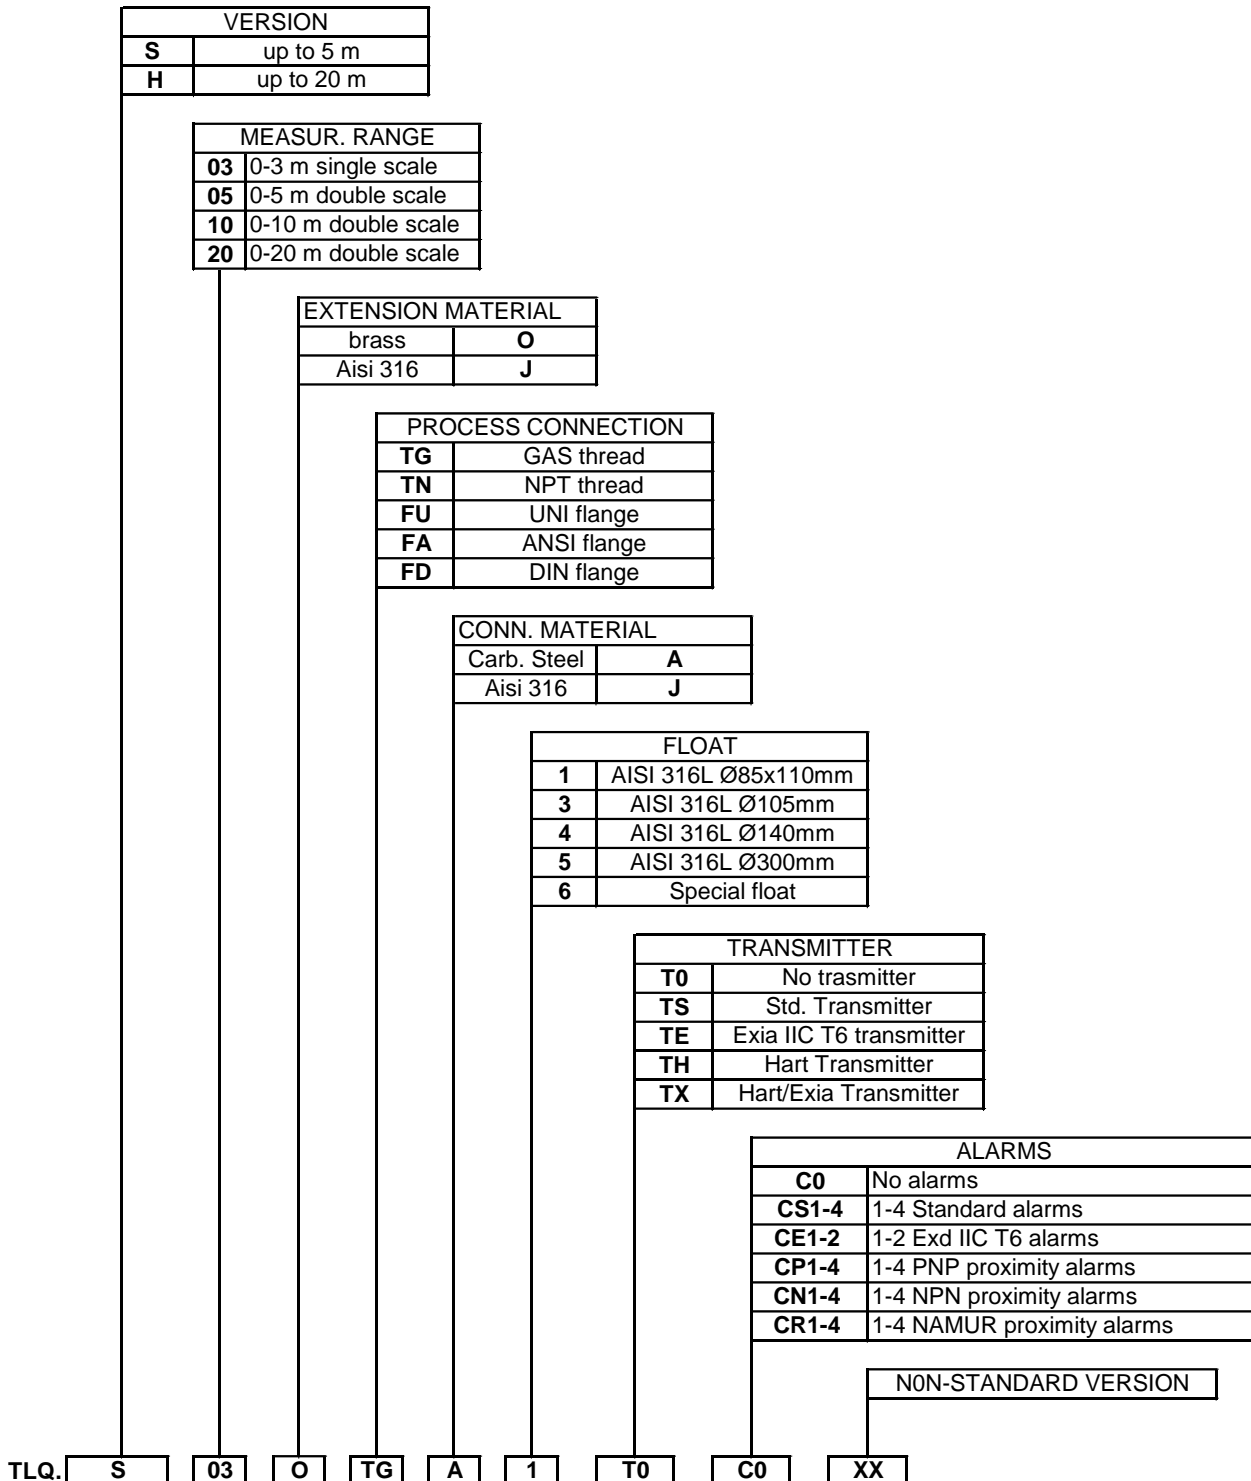 VERSION
S up to 5 m
H up to 20 m
MEASUR. RANGE
03 0-3 m single scale
05 0-5 m double scale
10 0-10 m double scale
20 0-20 m double scale
EXTENSION MATERIAL
brass O
Aisi 316 J
PROCESS CONNECTION
TG GAS thread
TN NPT thread
FU UNI flange
FA ANSI flange
FD DIN flange
CONN. MATERIAL
Carb. Steel A
Aisi 316 J
FLOAT
1 AISI 316L Ø85x110mm
3 AISI 316L Ø105mm
4 AISI 316L Ø140mm
5 AISI 316L Ø300mm
6 Special float
TRANSMITTER
T0 No trasmitter
TS Std. Transmitter
TE Exia IIC T6 transmitter
TH Hart Transmitter
TX Hart/Exia Transmitter
ALARMS
C0 No alarms
CS1-4 1-4 Standard alarms
CE1-2 1-2 Exd IIC T6 alarms
CP1-4 1-4 PNP proximity alarms
CN1-4 1-4 NPN proximity alarms
CR1-4 1-4 NAMUR proximity alarms
N0N-STANDARD VERSION
TLQ. S 03 O TG A 1 T0 C0 XX